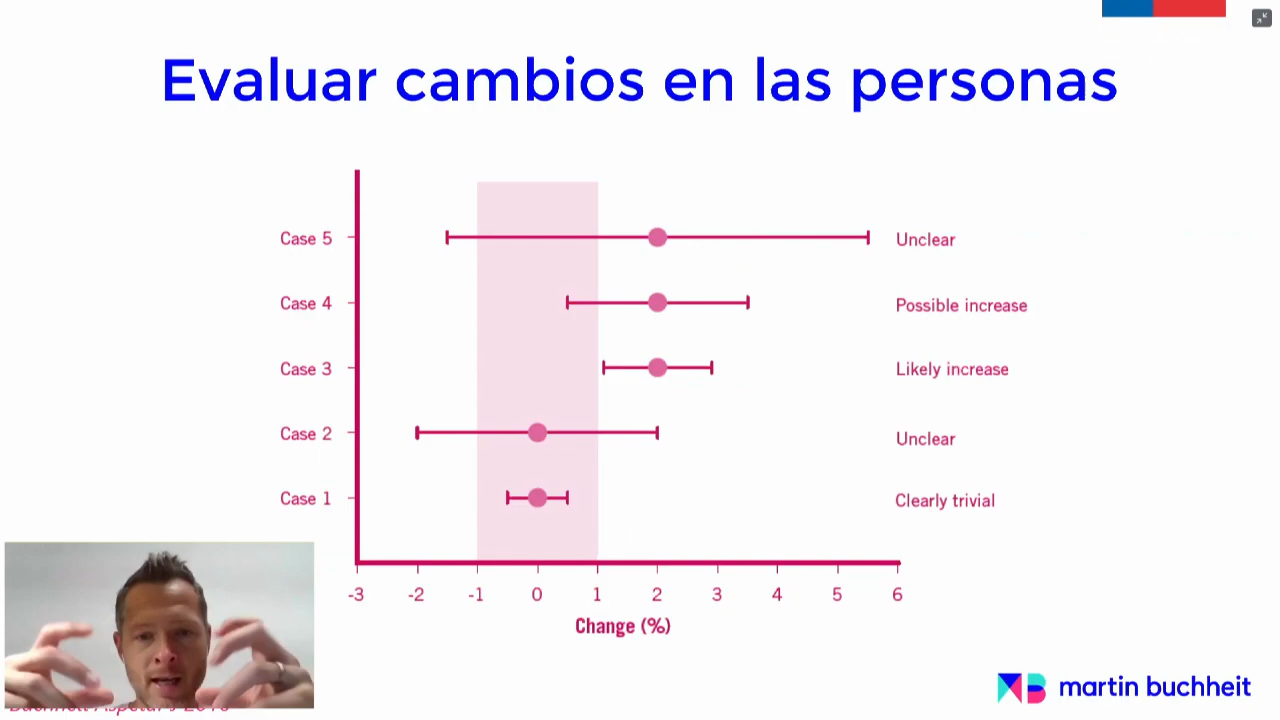 Evaluar cambios en las personas
Case 5
Unclear
Case 4
Possible increase
Case 3
Likely increase
Case 2
Unclear
Case 1
Clearly trivial
-3 -2 -1 0 1 2 3 4 5 6
Change (%)
martin buchheit